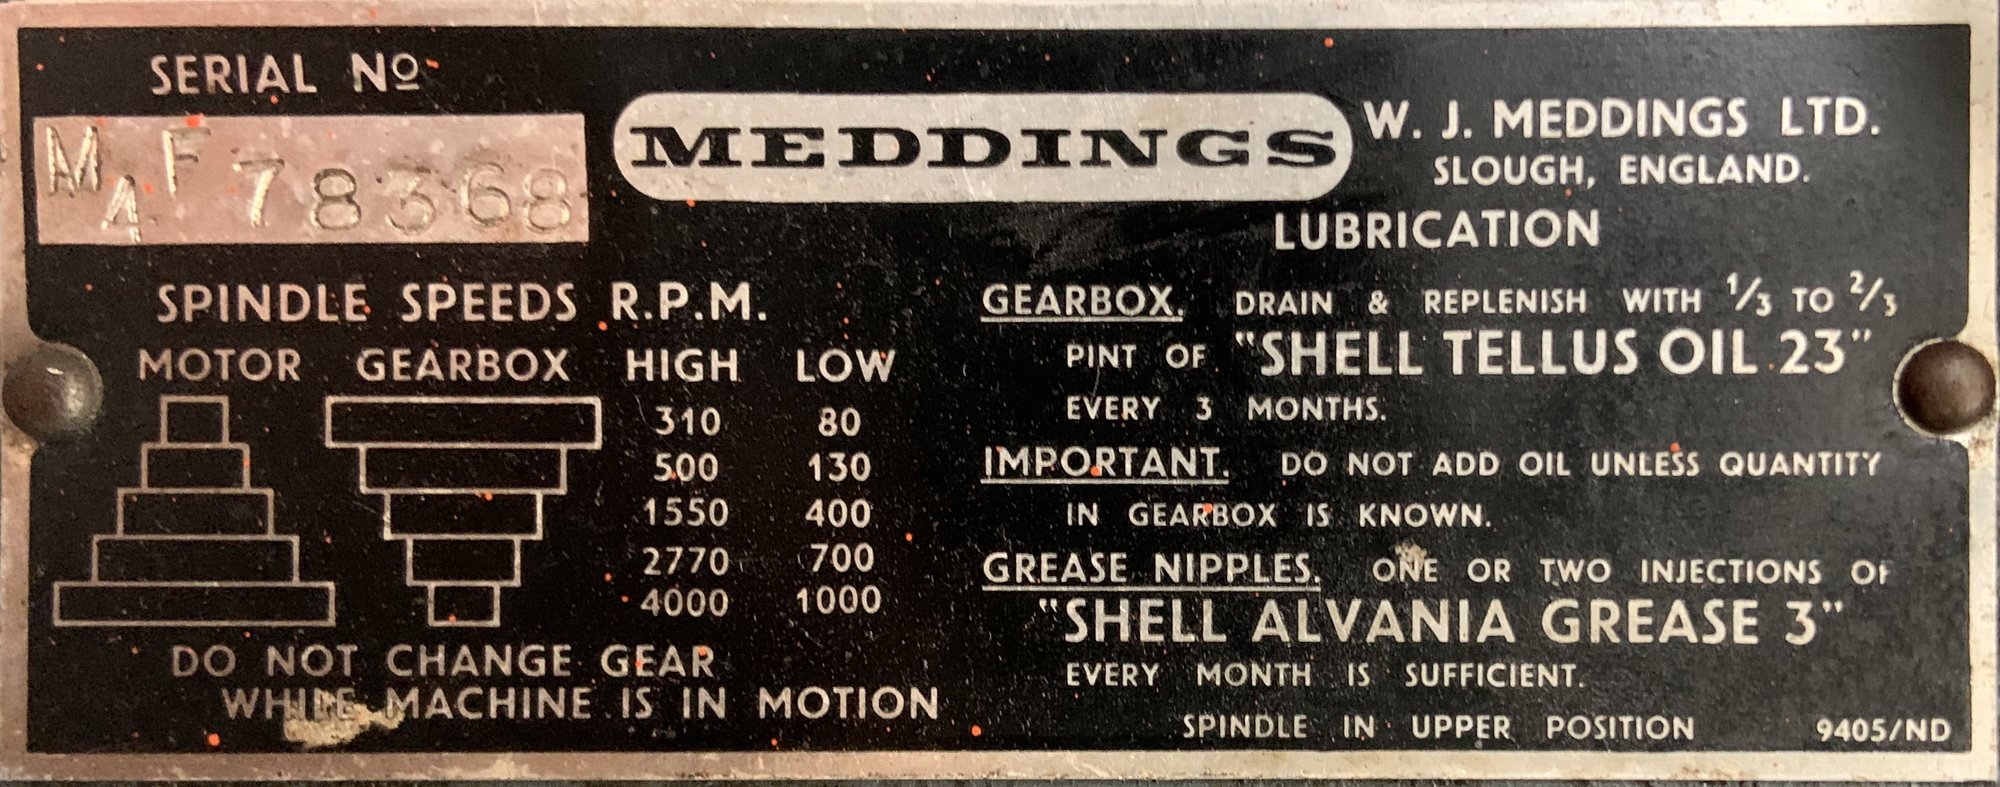 SERIAL No
M4F 78368
MEDDINGS
W. J. MEDDINGS LTD.
SLOUGH, ENGLAND.
SPINDLE SPEEDS R.P.M.
MOTOR GEARBOX HIGH LOW
310 80
500 130
1550 400
2770 700
4000 1000
DO NOT CHANGE GEAR
WHILE MACHINE IS IN MOTION
LUBRICATION
GEARBOX. DRAIN & REPLENISH WITH 1/3 TO 2/3
PINT OF "SHELL TELLUS OIL 23"
EVERY 3 MONTHS.
IMPORTANT. DO NOT ADD OIL UNLESS QUANTITY
IN GEARBOX IS KNOWN.
GREASE NIPPLES. ONE OR TWO INJECTIONS OF
"SHELL ALVANIA GREASE 3"
EVERY MONTH IS SUFFICIENT.
SPINDLE IN UPPER POSITION 9405/ND